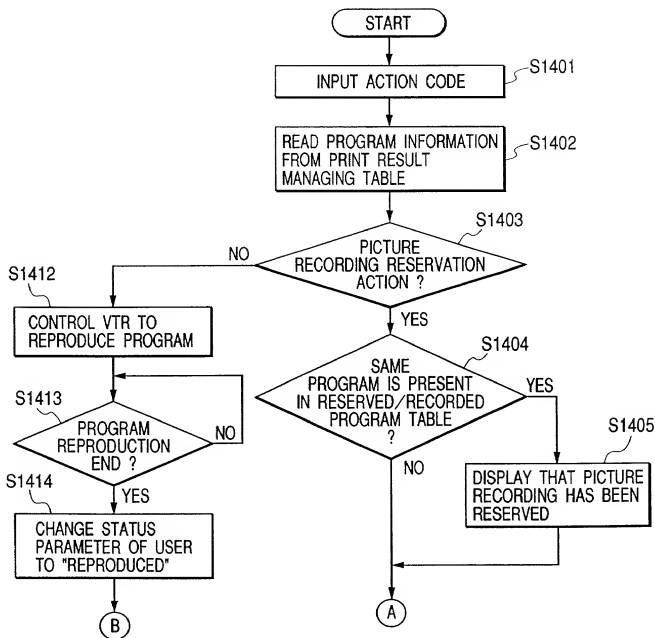 START
S1401
INPUT ACTION CODE
S1402
READ PROGRAM INFORMATION
FROM PRINT RESULT
MANAGING TABLE
S1403
PICTURE
RECORDING RESERVATION
ACTION ?
NO
YES
S1412
CONTROL VTR TO
REPRODUCE PROGRAM
S1413
PROGRAM
REPRODUCTION
END ?
NO
YES
S1414
CHANGE STATUS
PARAMETER OF USER
TO "REPRODUCED"
B
S1404
SAME
PROGRAM IS PRESENT
IN RESERVED/RECORDED
PROGRAM TABLE
?
YES
NO
S1405
DISPLAY THAT PICTURE
RECORDING HAS BEEN
RESERVED
A